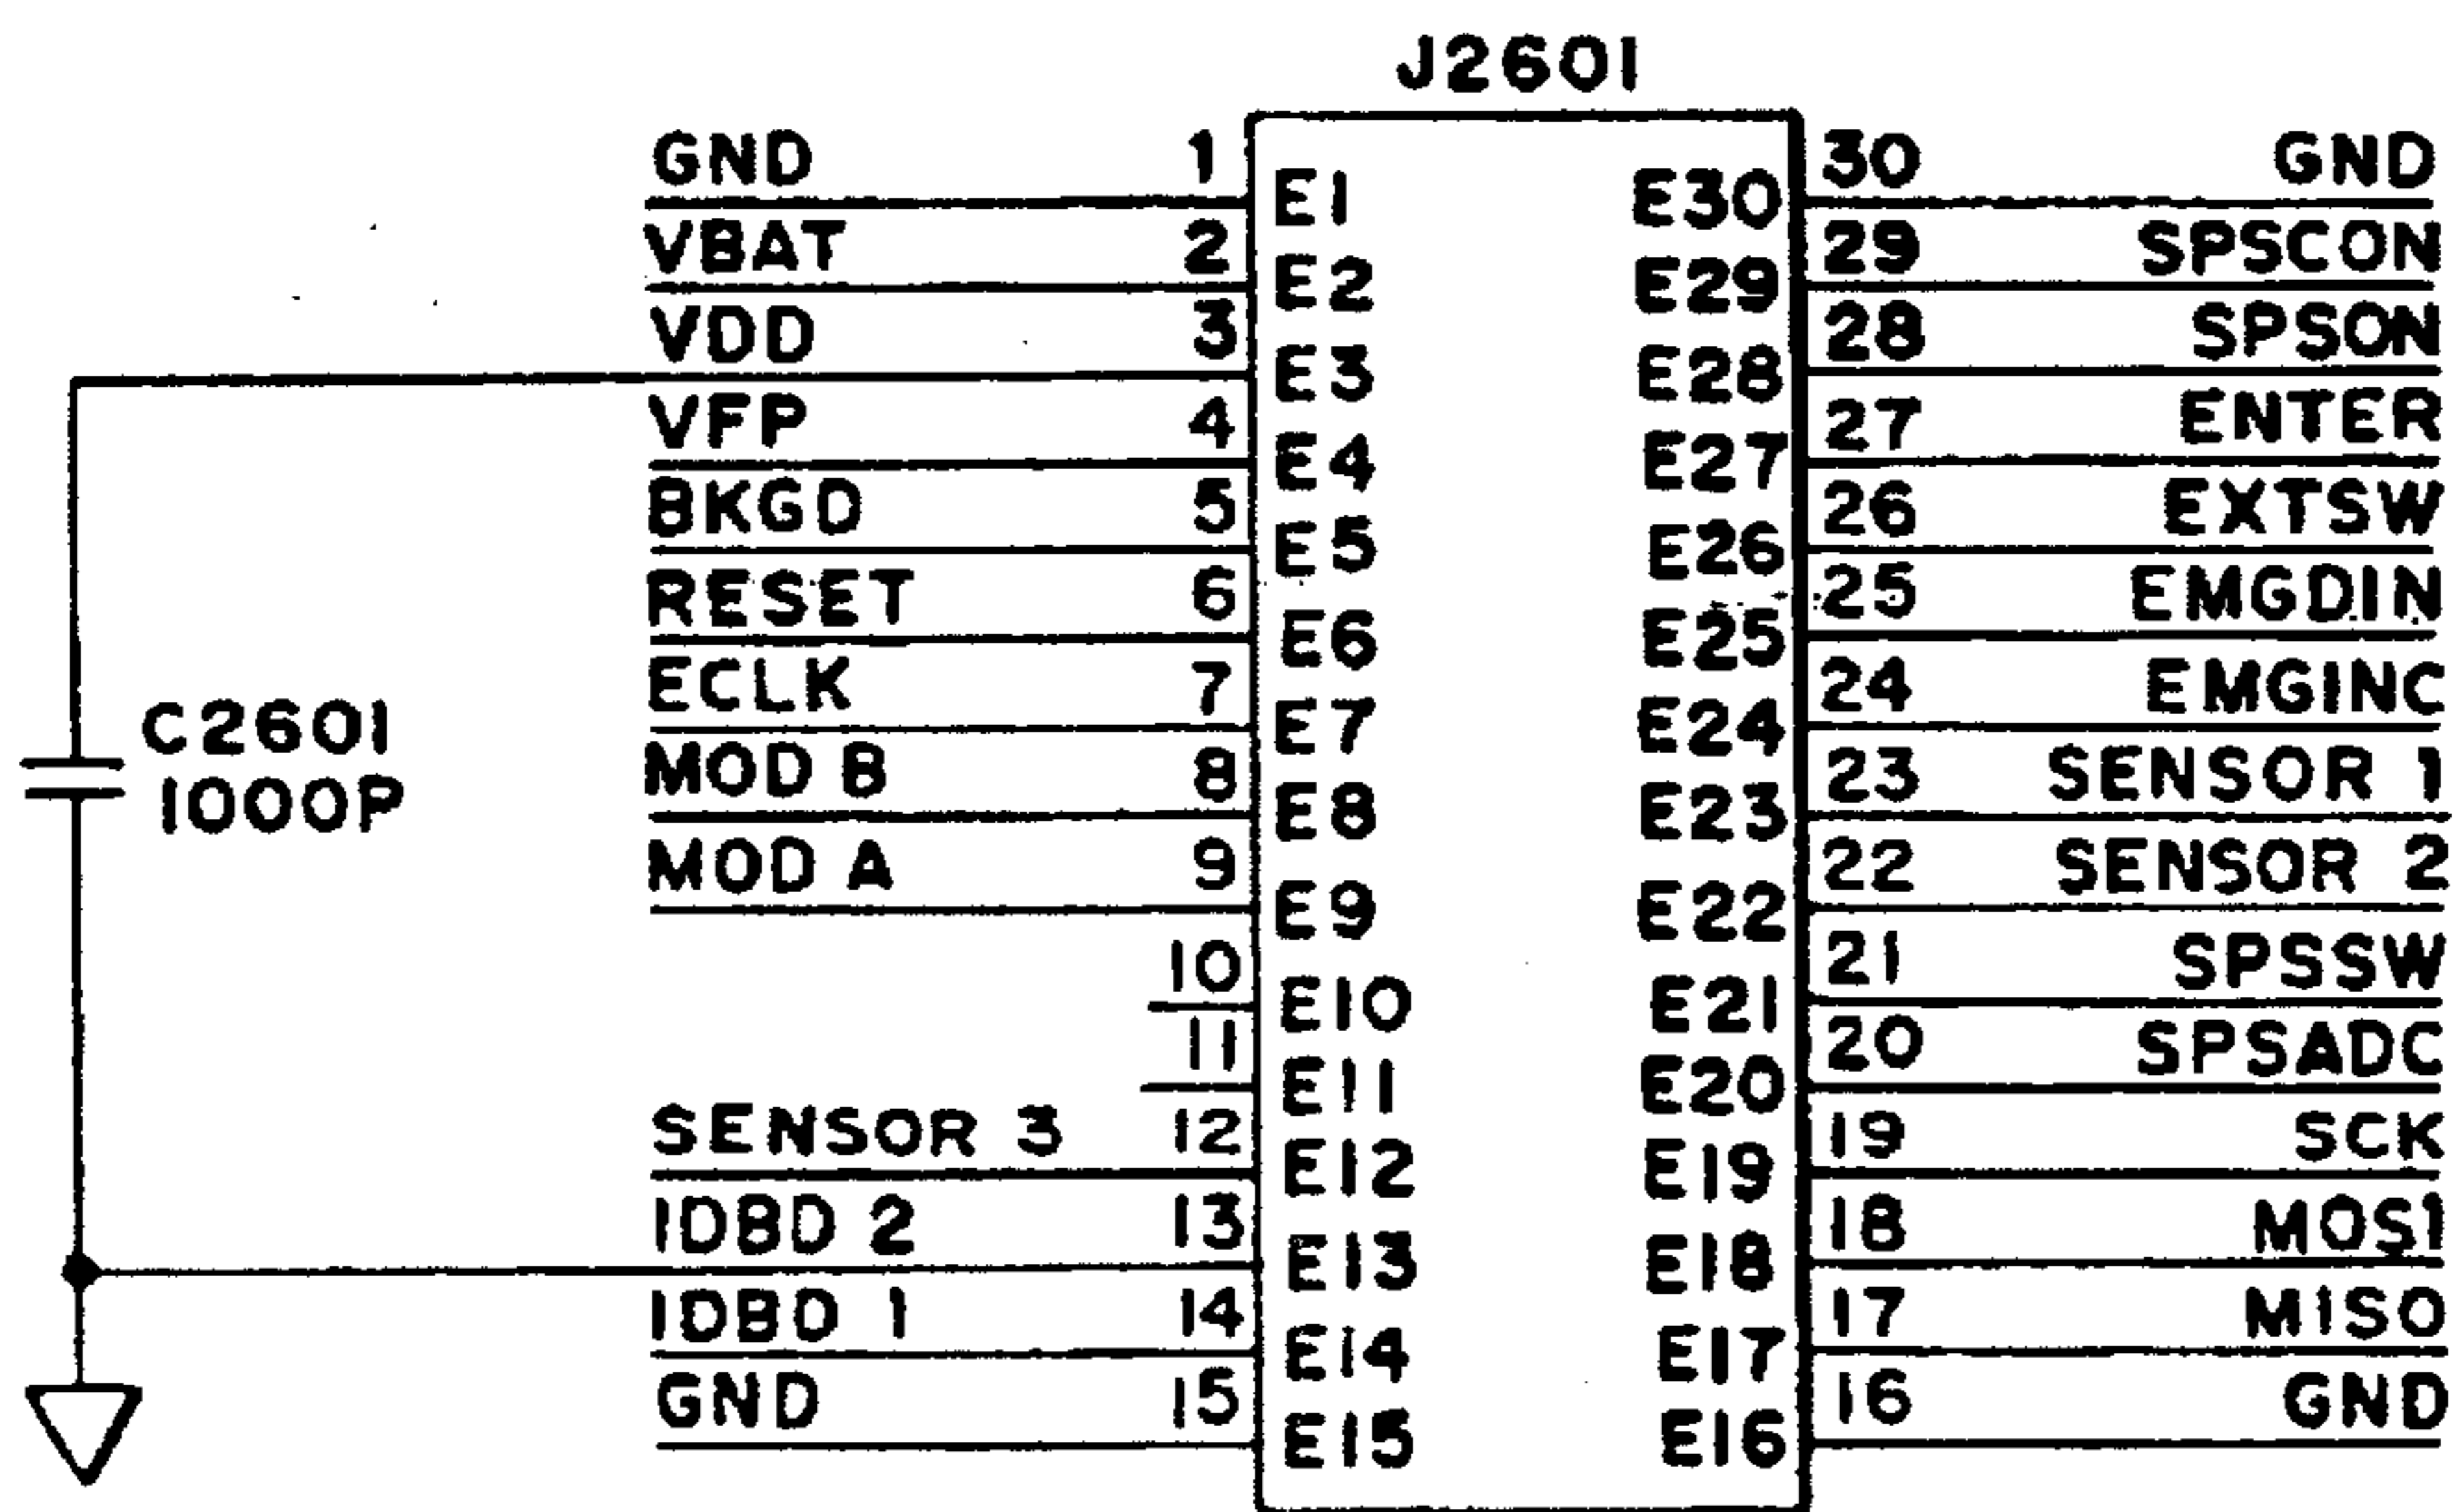 J2601
GND 1 E1 E30 30 GND
VBAT 2 E2 E29 29 SPSCON
VDD 3 E3 E28 28 SPSON
VFP 4 E4 E27 27 ENTER
BKGD 5 E5 E26 26 EXTSW
RESET 6 E6 E25 25 EMGDIN
ECLK 7 E7 E24 24 EMGINC
C2601
1000P
MOD B 8 E8 E23 23 SENSOR 1
MOD A 9 E9 E22 22 SENSOR 2
10 E10 E21 21 SPSSW
11 E11 E20 20 SPSADC
SENSOR 3 12 E12 E19 19 SCK
IDBD 2 13 E13 E18 18 MOSI
IDBD 1 14 E14 E17 17 MISO
GND 15 E15 E16 16 GND